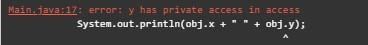 Main.java:17: error: y has private access in access
System.out.println(obj.x + " " + obj.y);
^